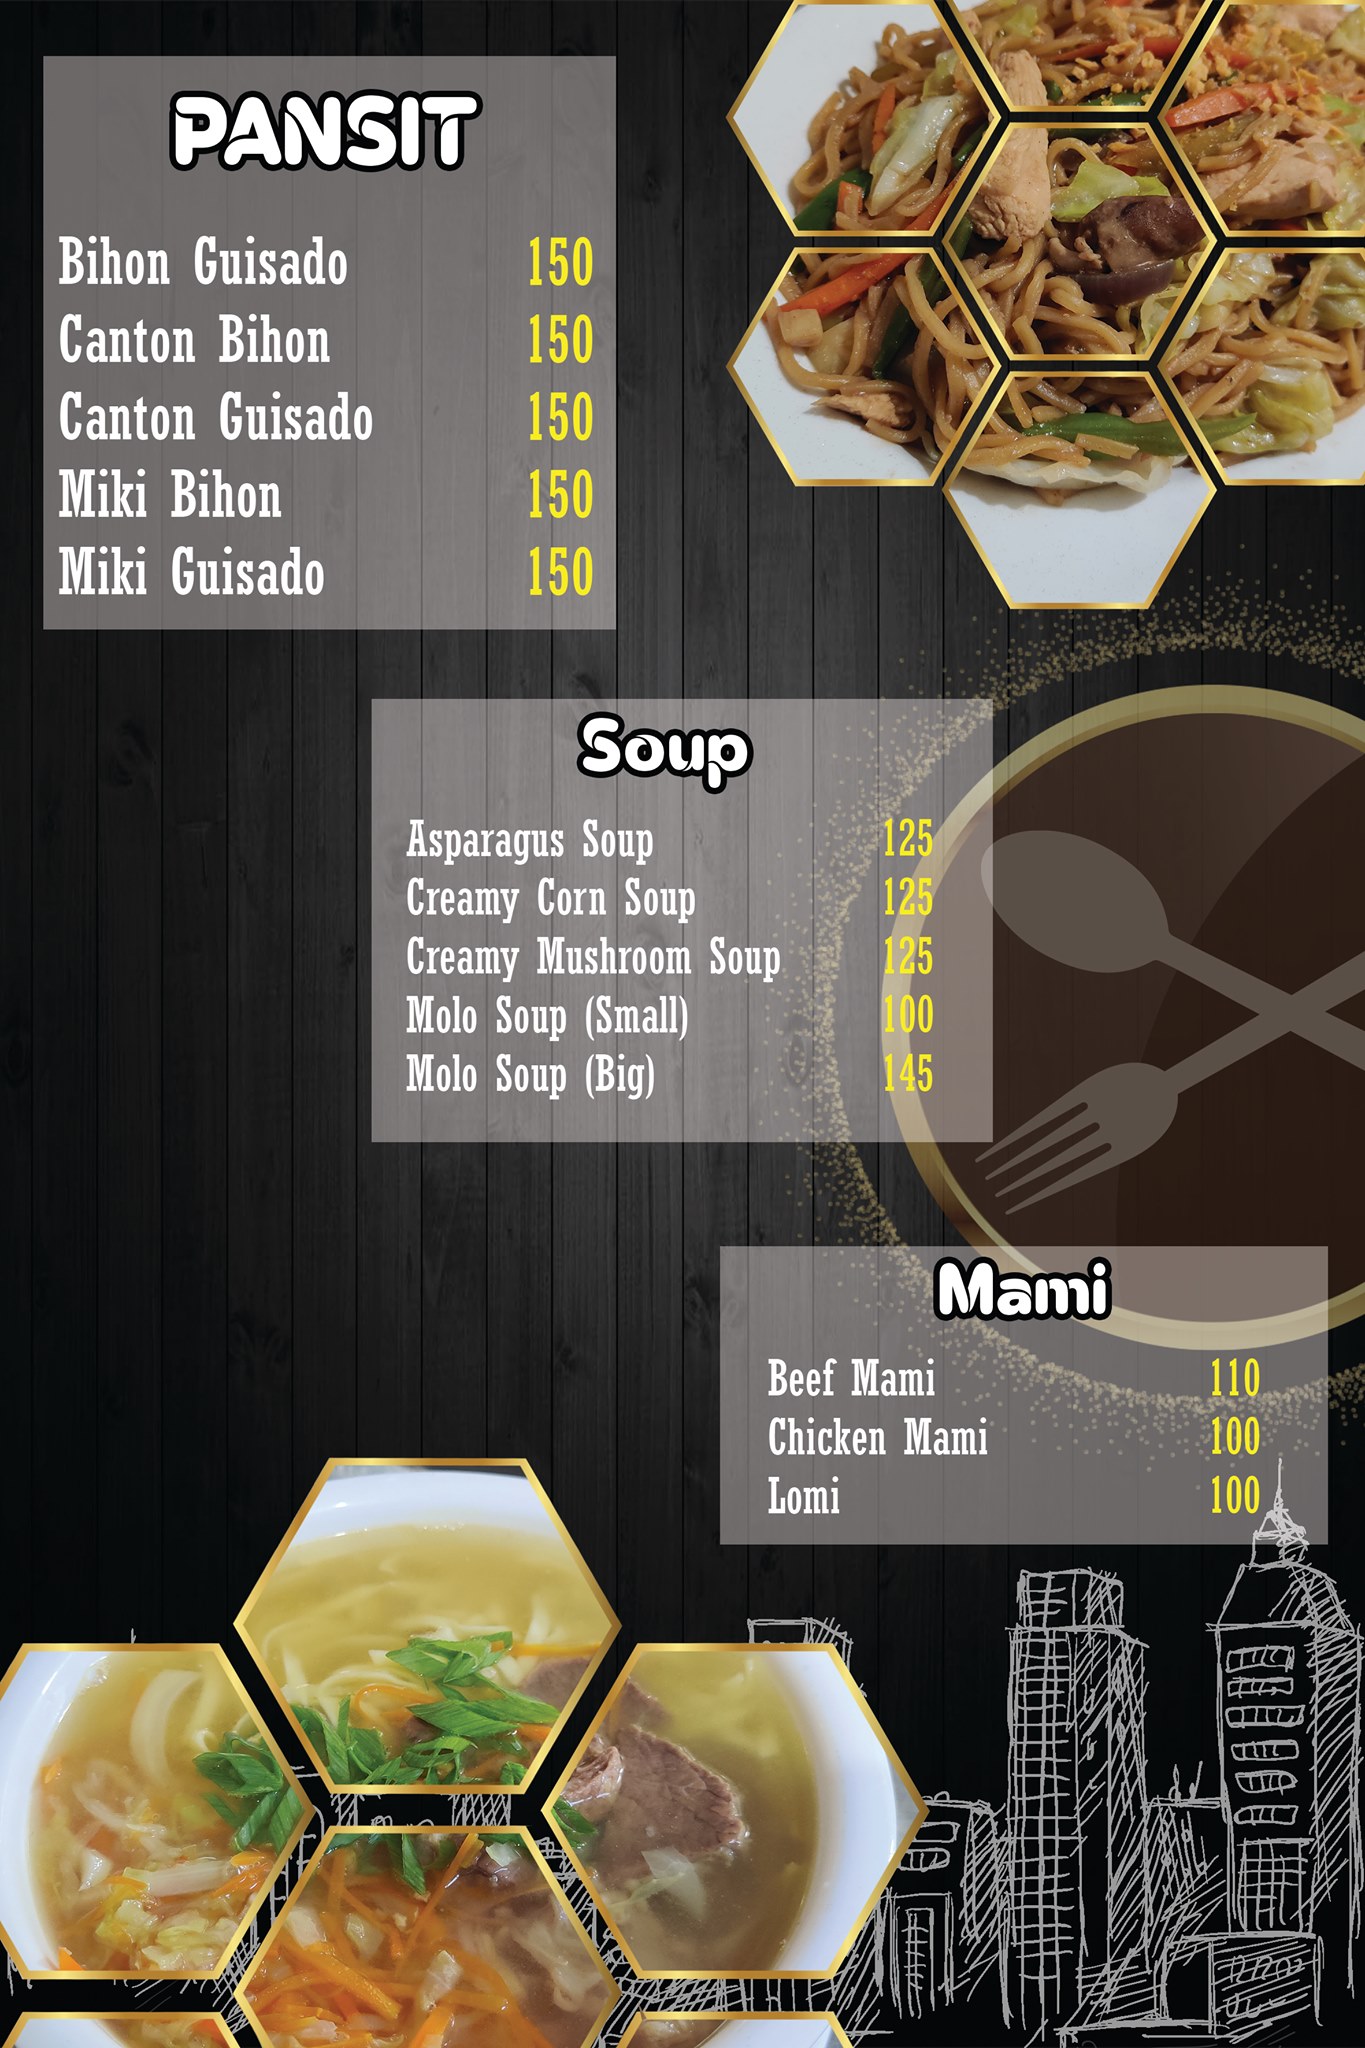 PANSIT
Bihon Guisado 150
Canton Bihon 150
Canton Guisado 150
Miki Bihon 150
Miki Guisado 150
Soup
Asparagus Soup 125
Creamy Corn Soup 125
Creamy Mushroom Soup 125
Molo Soup (Small) 100
Molo Soup (Big) 145
Mami
Beef Mami 110
Chicken Mami 100
Lomi 100